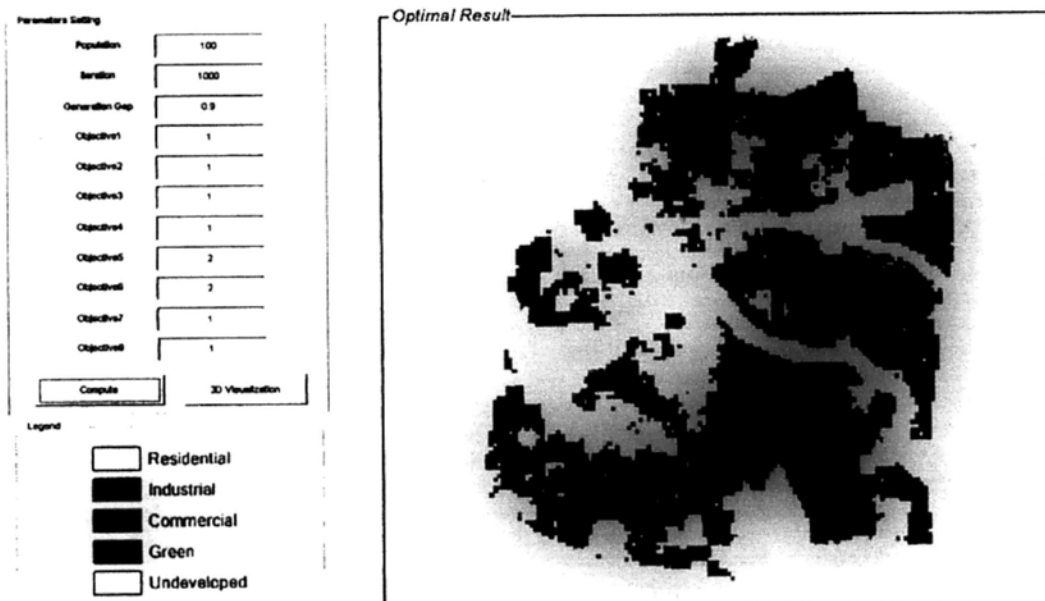 Parameters Setting
Population 100
Iteration 1000
Generation Gap 0.9
Objective1 1
Objective2 1
Objective3 1
Objective4 1
Objective5 2
Objective6 2
Objective7 1
Objective8 1
Compute 3D Visualization
Legend
Residential
Industrial
Commercial
Green
Undeveloped
Optimal Result